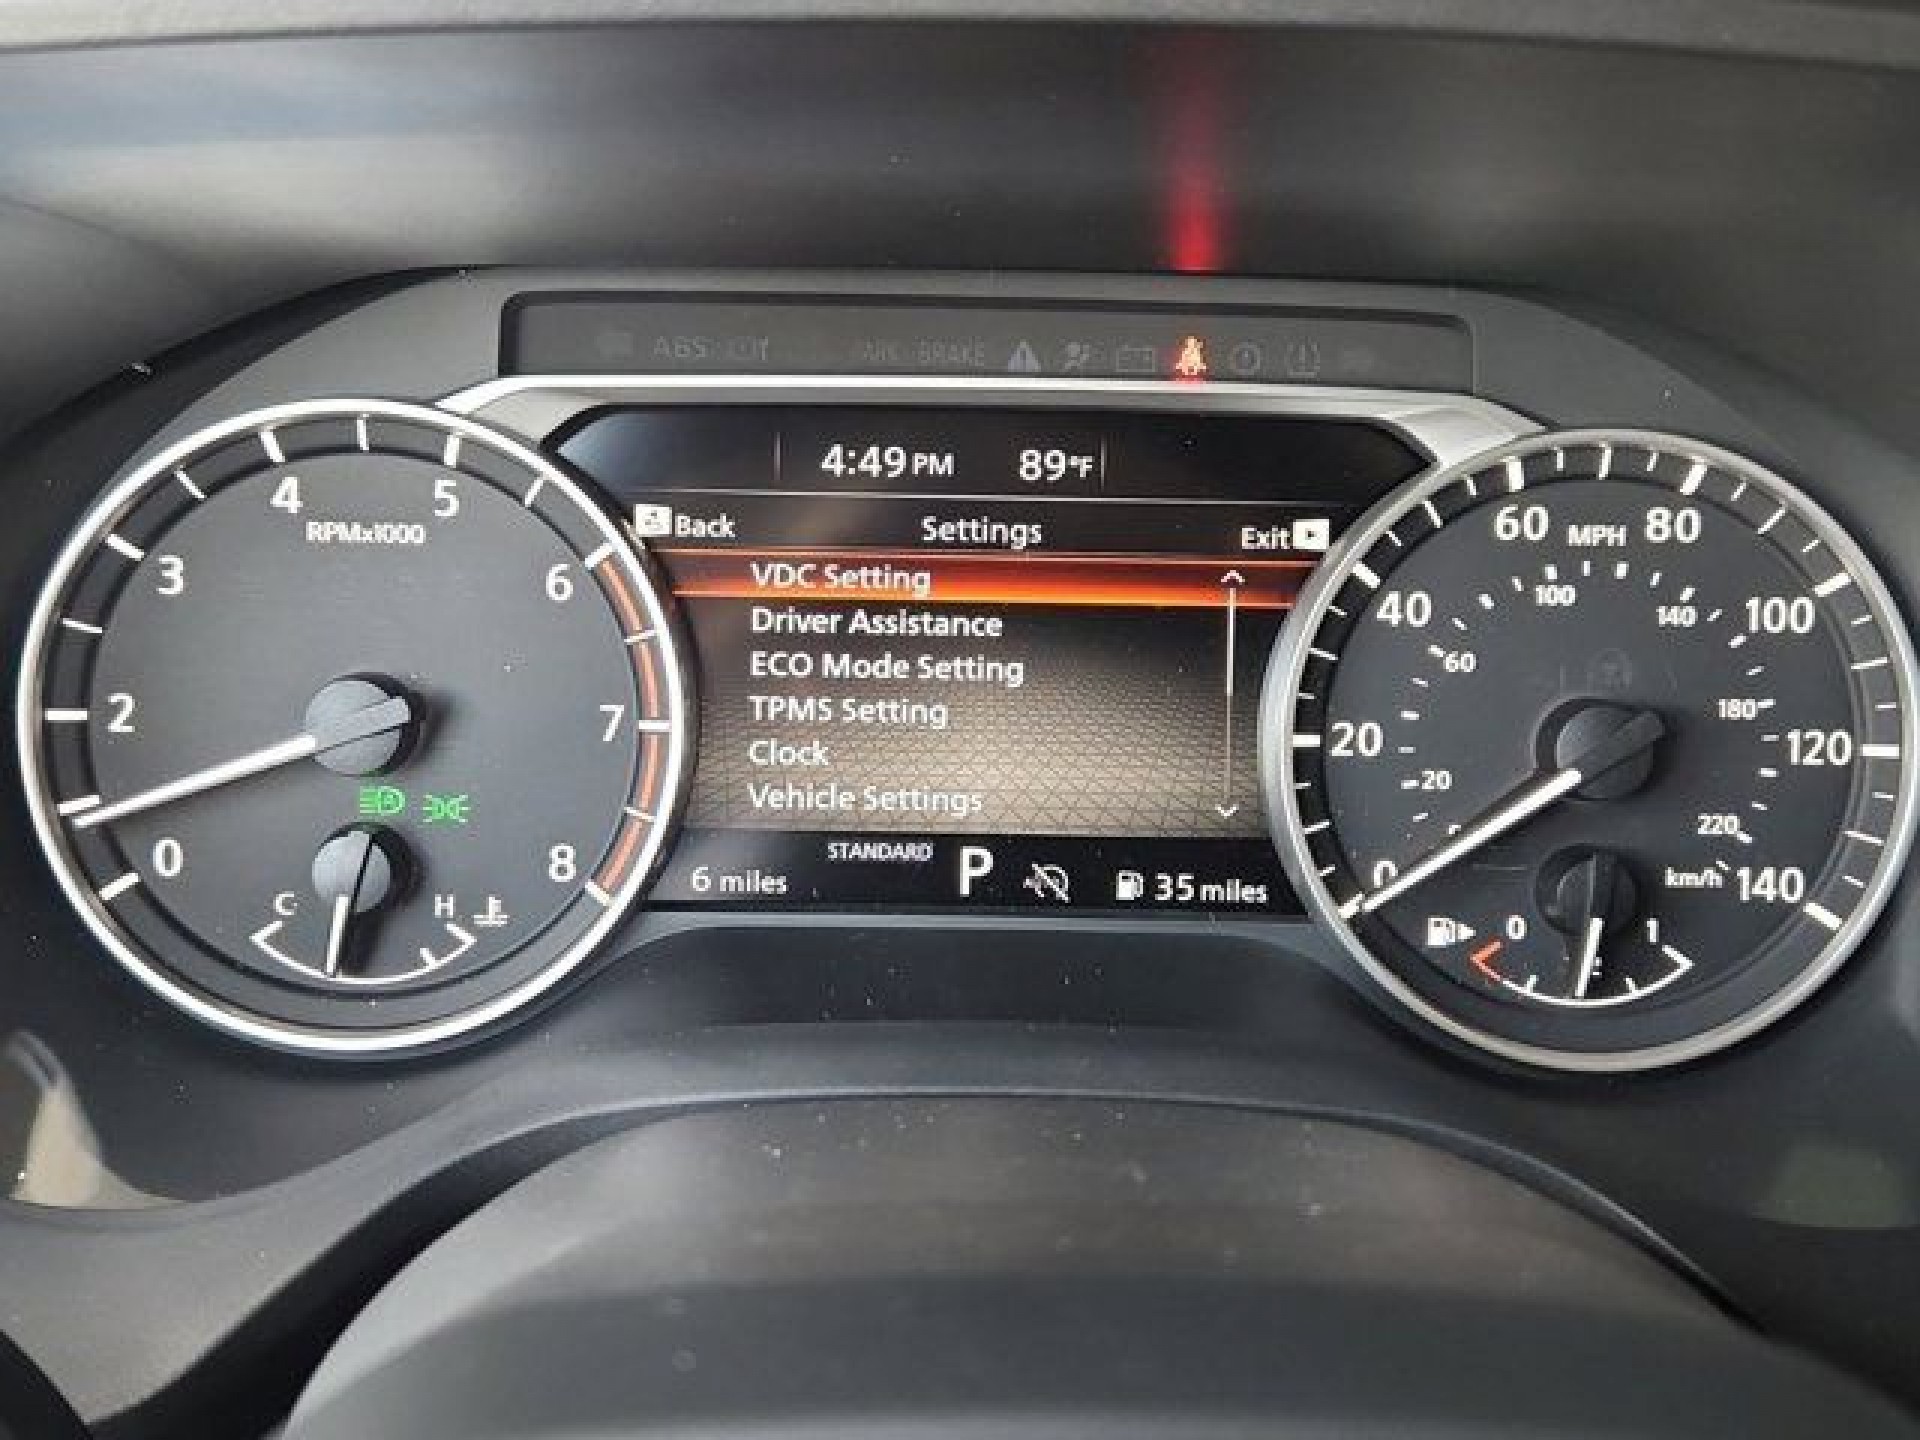 ABS
BRAKE
4:49 PM 89°F
Back Settings Exit
VDC Setting
Driver Assistance
ECO Mode Setting
TPMS Setting
Clock
Vehicle Settings
STANDARD
6 miles P 35 miles
RPMx1000
0 2 3 4 5 6 7 8
C H
MPH
0 20 40 60 80 100 120 140
20 60 100 140 180 220
km/h
0 1